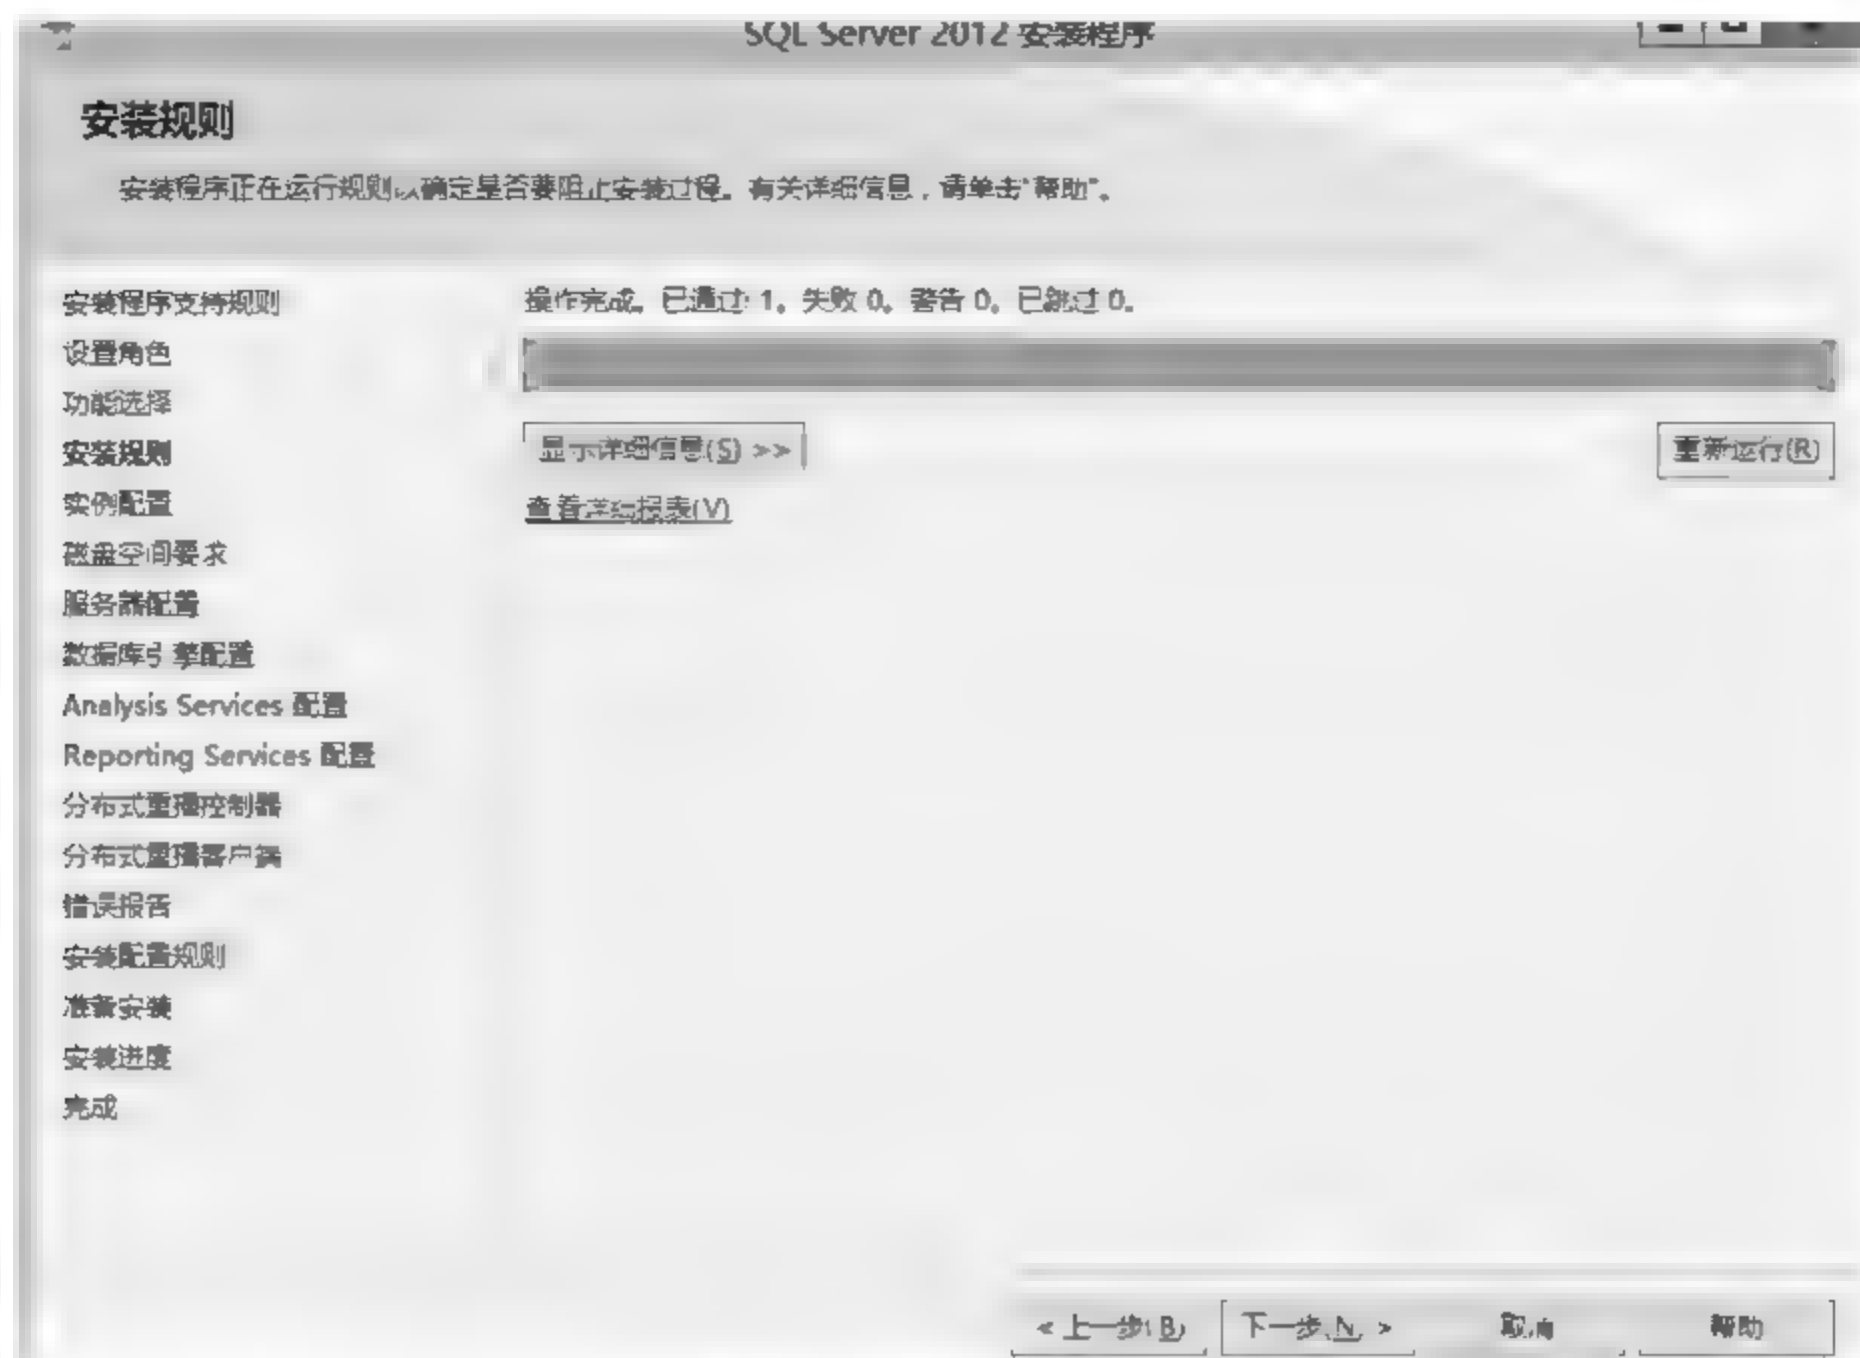 SQL Server 2012 安装程序
安装规则
安装程序正在运行规则以确定是否要阻止安装过程。有关详细信息，请单击"帮助"。
安装程序支持规则
设置角色
功能选择
安装规则
实例配置
磁盘空间要求
服务器配置
数据库引擎配置
Analysis Services 配置
Reporting Services 配置
分布式重播控制器
分布式重播客户端
错误报告
安装配置规则
准备安装
安装进度
完成
操作完成。已通过: 1。失败 0。警告 0。已跳过 0。
显示详细信息(S) >>
重新运行(R)
查看详细报表(V)
< 上一步(B)
下一步(N) >
取消
帮助